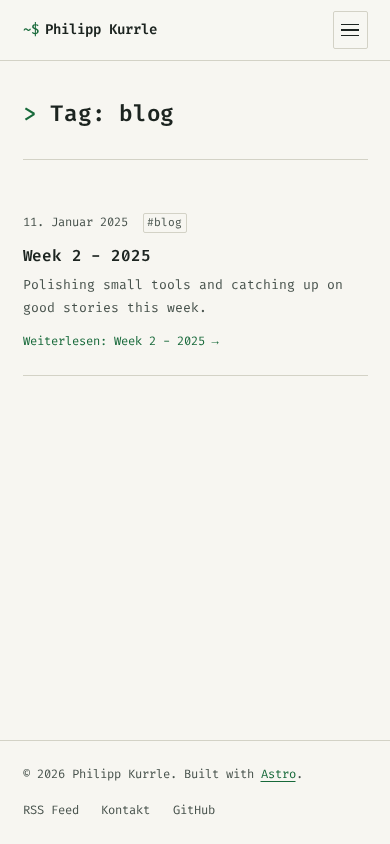 ~$ Philipp Kurrle
> Tag: blog
11. Januar 2025 #blog
Week 2 - 2025
Polishing small tools and catching up on
good stories this week.
Weiterlesen: Week 2 - 2025 →
© 2026 Philipp Kurrle. Built with Astro.
RSS Feed Kontakt GitHub